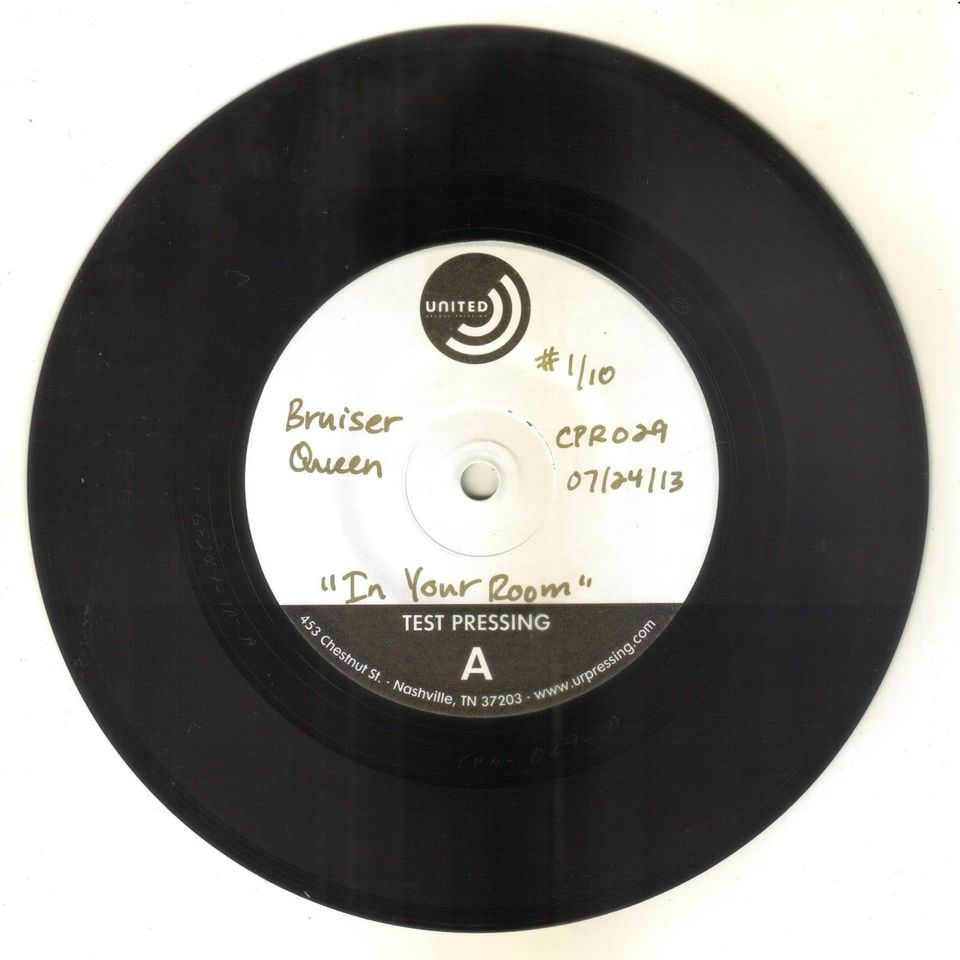 UNITED
RECORD PRESSING
#1/10
Bruiser
Queen
CPR029
07/24/13
"In Your Room"
TEST PRESSING
A
453 Chestnut St. - Nashville, TN 37203 - www.urpressing.com